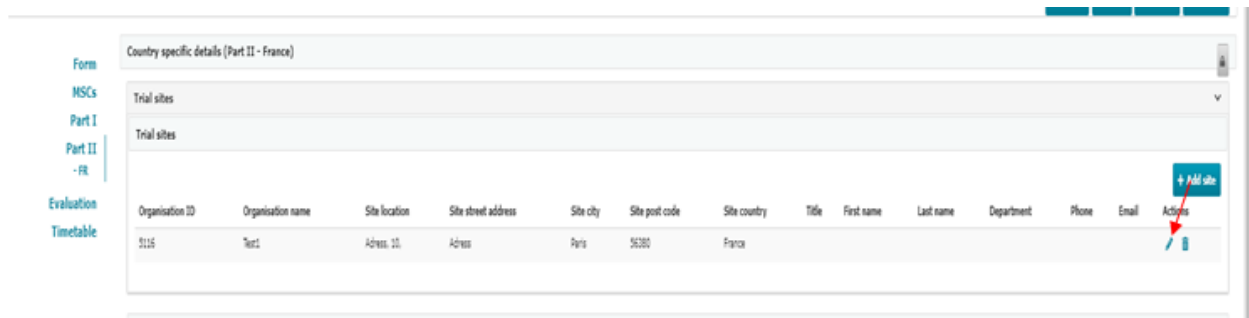 Country specific details (Part II - France)
Form
MSCs
Part I
Part II
- FR
Evaluation
Timetable
Trial sites
Trial sites
+ Add site
Organisation ID Organisation name Site location Site street address Site city Site post code Site country Title First name Last name Department Phone Email Actions
5116 Test1 Adress, 10, Adress Paris 56380 France